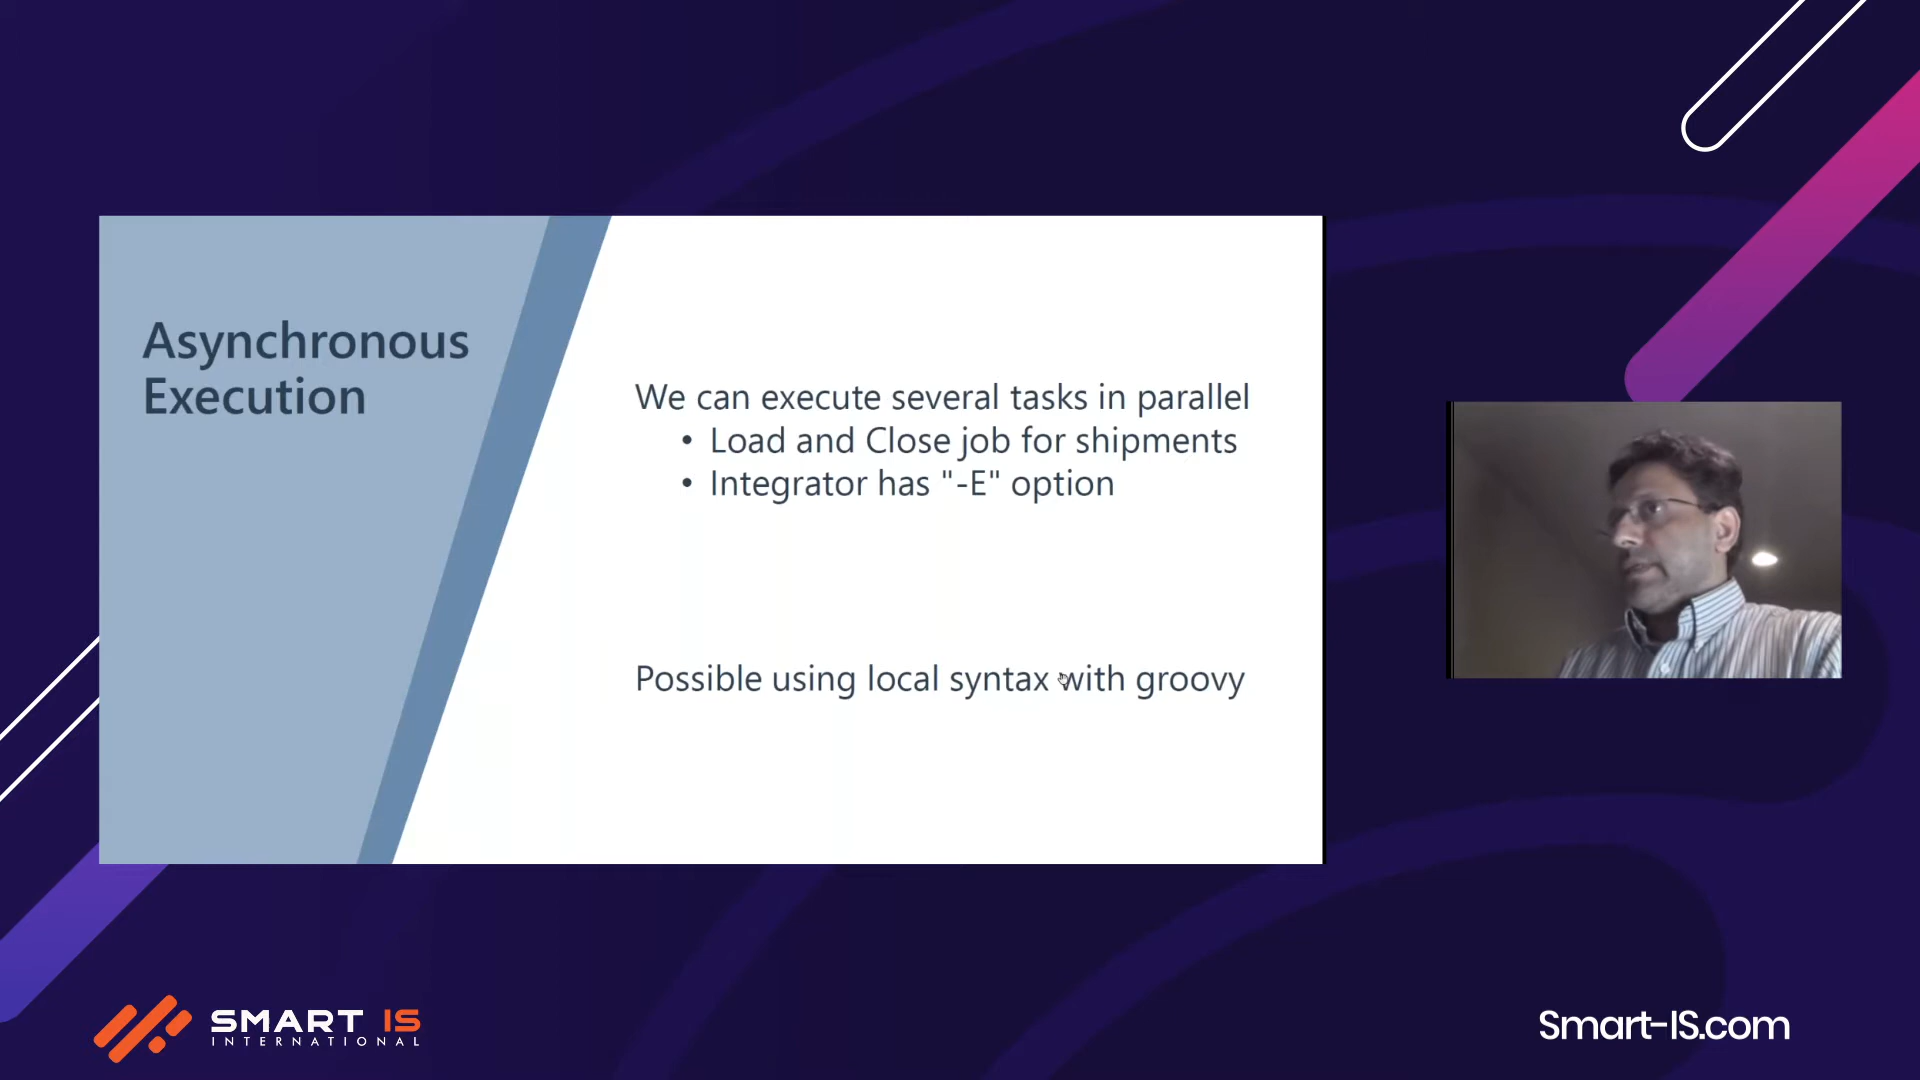 Asynchronous
Execution
We can execute several tasks in parallel
• Load and Close job for shipments
• Integrator has "-E" option
Possible using local syntax with groovy
SMART IS
INTERNATIONAL
Smart-IS.com